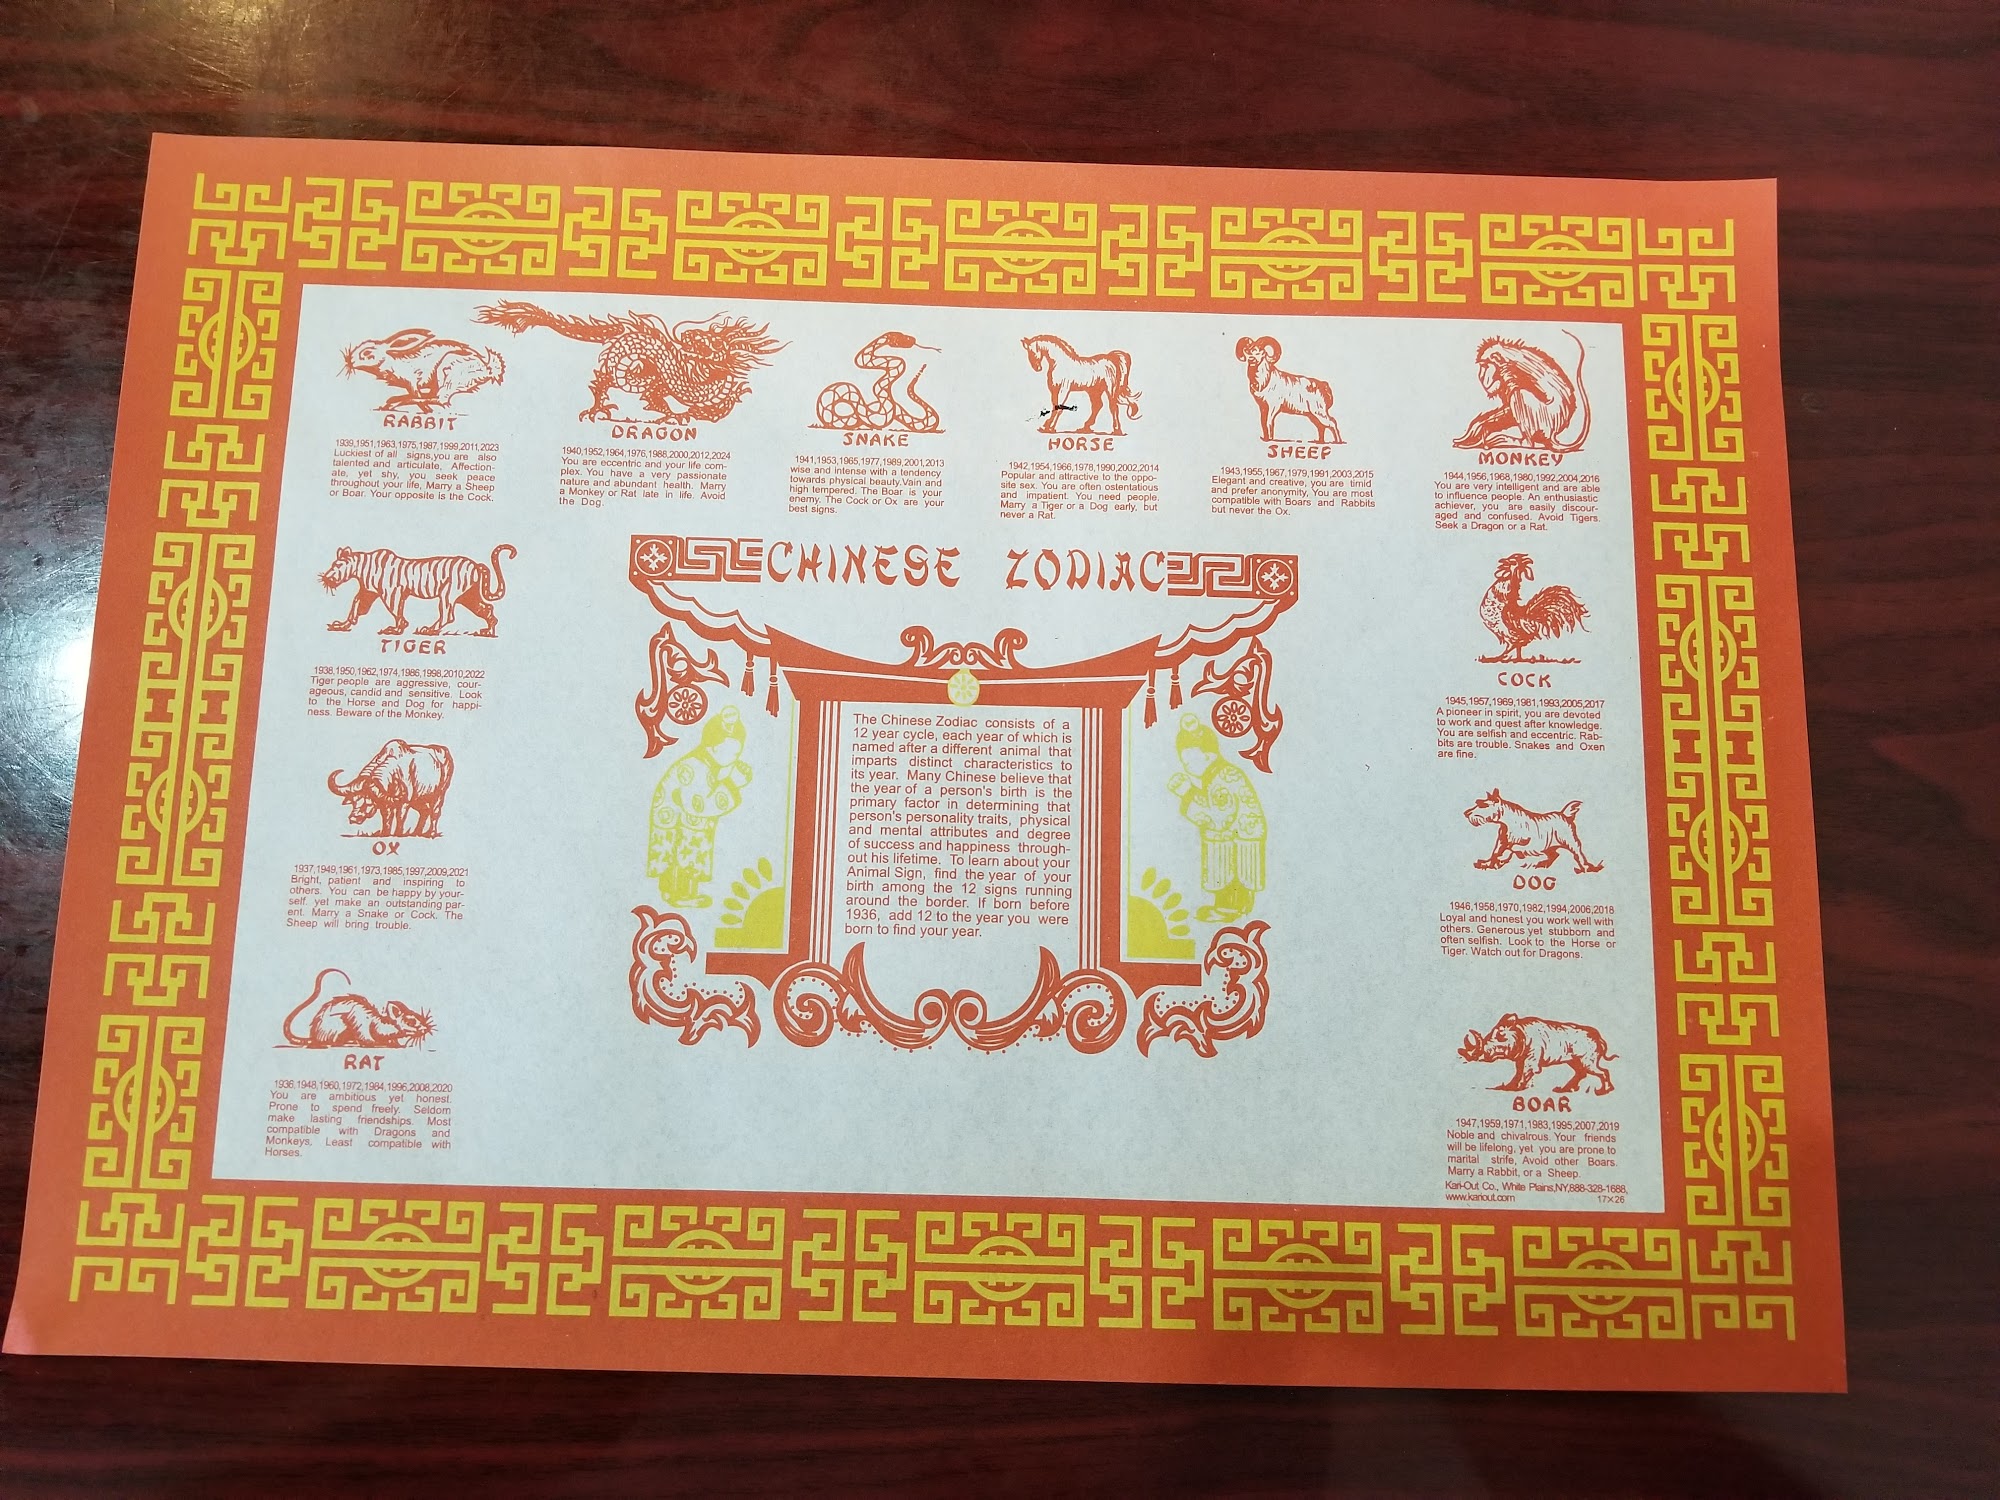 RABBIT
1939,1951,1963,1975,1987,1999,2011,2023
Luckiest of all signs,you are also
talented and articulate, Affection-
ate, yet shy, you seek peace
throughout your life, Marry a Sheep
or Boar. Your opposite is the Cock.
DRAGON
1940,1952,1964,1976,1988,2000,2012,2024
You are eccentric and your life com-
plex. You have a very passionate
nature and abundant health. Marry
a Monkey or Rat late in life. Avoid
the Dog.
SNAKE
1941,1953,1965,1977,1989,2001,2013
wise and intense with a tendency
towards physical beauty.Vain and
high tempered. The Boar is your
enemy. The Cock or Ox are your
best signs.
HORSE
1942,1954,1966,1978,1990,2002,2014
Popular and attractive to the oppo-
site sex. You are often ostentatious
and impatient. You need people.
Marry a Tiger or a Dog early, but
never a Rat.
SHEEP
1943,1955,1967,1979,1991,2003,2015
Elegant and creative, you are timid
and prefer anonymity, You are most
compatible with Boars and Rabbits
but never the Ox.
MONKEY
1944,1956,1968,1980,1992,2004,2016
You are very intelligent and are able
to influence people. An enthusiastic
achiever, you are easily discour-
aged and confused. Avoid Tigers.
Seek a Dragon or a Rat.
TIGER
1938,1950,1962,1974,1986,1998,2010,2022
Tiger people are aggressive, cour-
ageous, candid and sensitive. Look
to the Horse and Dog for happi-
ness. Beware of the Monkey.
OX
1937,1949,1961,1973,1985,1997,2009,2021
Bright, patient and inspiring to
others. You can be happy by your-
self. yet make an outstanding par-
ent. Marry a Snake or Cock. The
Sheep will bring trouble.
RAT
1936,1948,1960,1972,1984,1996,2008,2020
You are ambitious yet honest.
Prone to spend freely. Seldom
make lasting friendships. Most
compatible with Dragons and
Monkeys. Least compatible with
Horses.
CHINESE ZODIAC
The Chinese Zodiac consists of a
12 year cycle, each year of which is
named after a different animal that
imparts distinct characteristics to
its year. Many Chinese believe that
the year of a person's birth is the
primary factor in determining that
person's personality traits, physical
and mental attributes and degree
of success and happiness through-
out his lifetime. To learn about your
Animal Sign, find the year of your
birth among the 12 signs running
around the border. If born before
1936, add 12 to the year you were
born to find your year.
COCK
1945,1957,1969,1981,1993,2005,2017
A pioneer in spirit, you are devoted
to work and quest after knowledge.
You are selfish and eccentric. Rab-
bits are trouble. Snakes and Oxen
are fine.
DOG
1946,1958,1970,1982,1994,2006,2018
Loyal and honest you work well with
others. Generous yet stubborn and
often selfish. Look to the Horse or
Tiger. Watch out for Dragons.
BOAR
1947,1959,1971,1983,1995,2007,2019
Noble and chivalrous. Your friends
will be lifelong, yet you are prone to
marital strife, Avoid other Boars.
Marry a Rabbit, or a Sheep.
Kari-Out Co., White Plains,NY,888-328-1688,
www.kariout.com 17×26